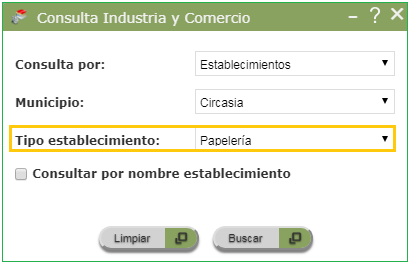 Consulta Industria y Comercio
Consulta por: Establecimientos
Municipio: Circasia
Tipo establecimiento: Papelería
Consultar por nombre establecimiento
Limpiar Buscar